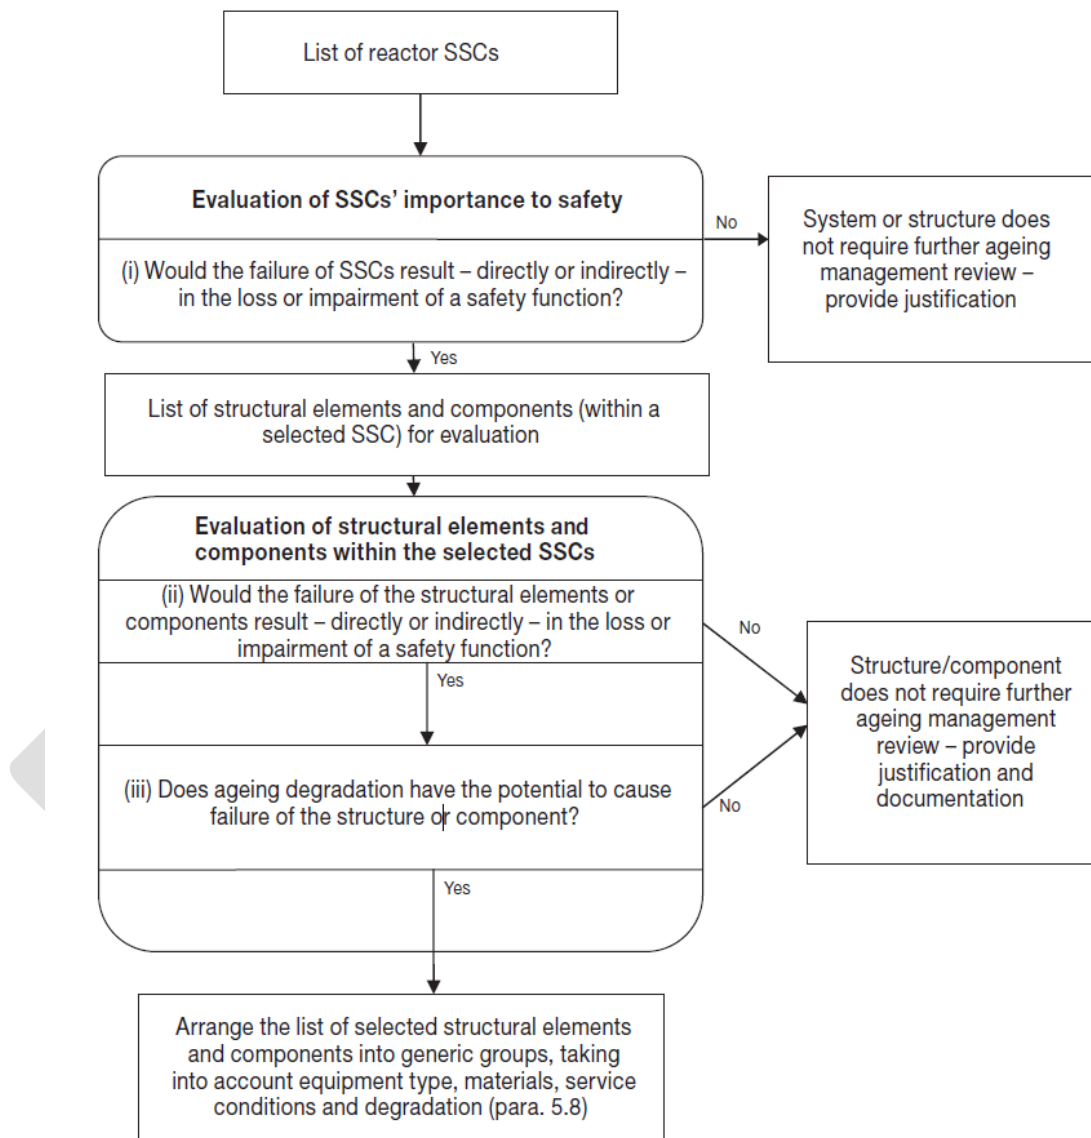 List of reactor SSCs
Evaluation of SSCs’ importance to safety
No
System or structure does
not require further ageing
management review –
provide justification
(i) Would the failure of SSCs result – directly or indirectly –
in the loss or impairment of a safety function?
Yes
List of structural elements and components (within a
selected SSC) for evaluation
Evaluation of structural elements and
components within the selected SSCs
(ii) Would the failure of the structural elements or
components result – directly or indirectly – in the loss or
impairment of a safety function?
No
Yes
Structure/component
does not require further
ageing management
review – provide
justification and
documentation
(iii) Does ageing degradation have the potential to cause
failure of the structure or component?
No
Yes
Arrange the list of selected structural elements
and components into generic groups, taking
into account equipment type, materials, service
conditions and degradation (para. 5.8)